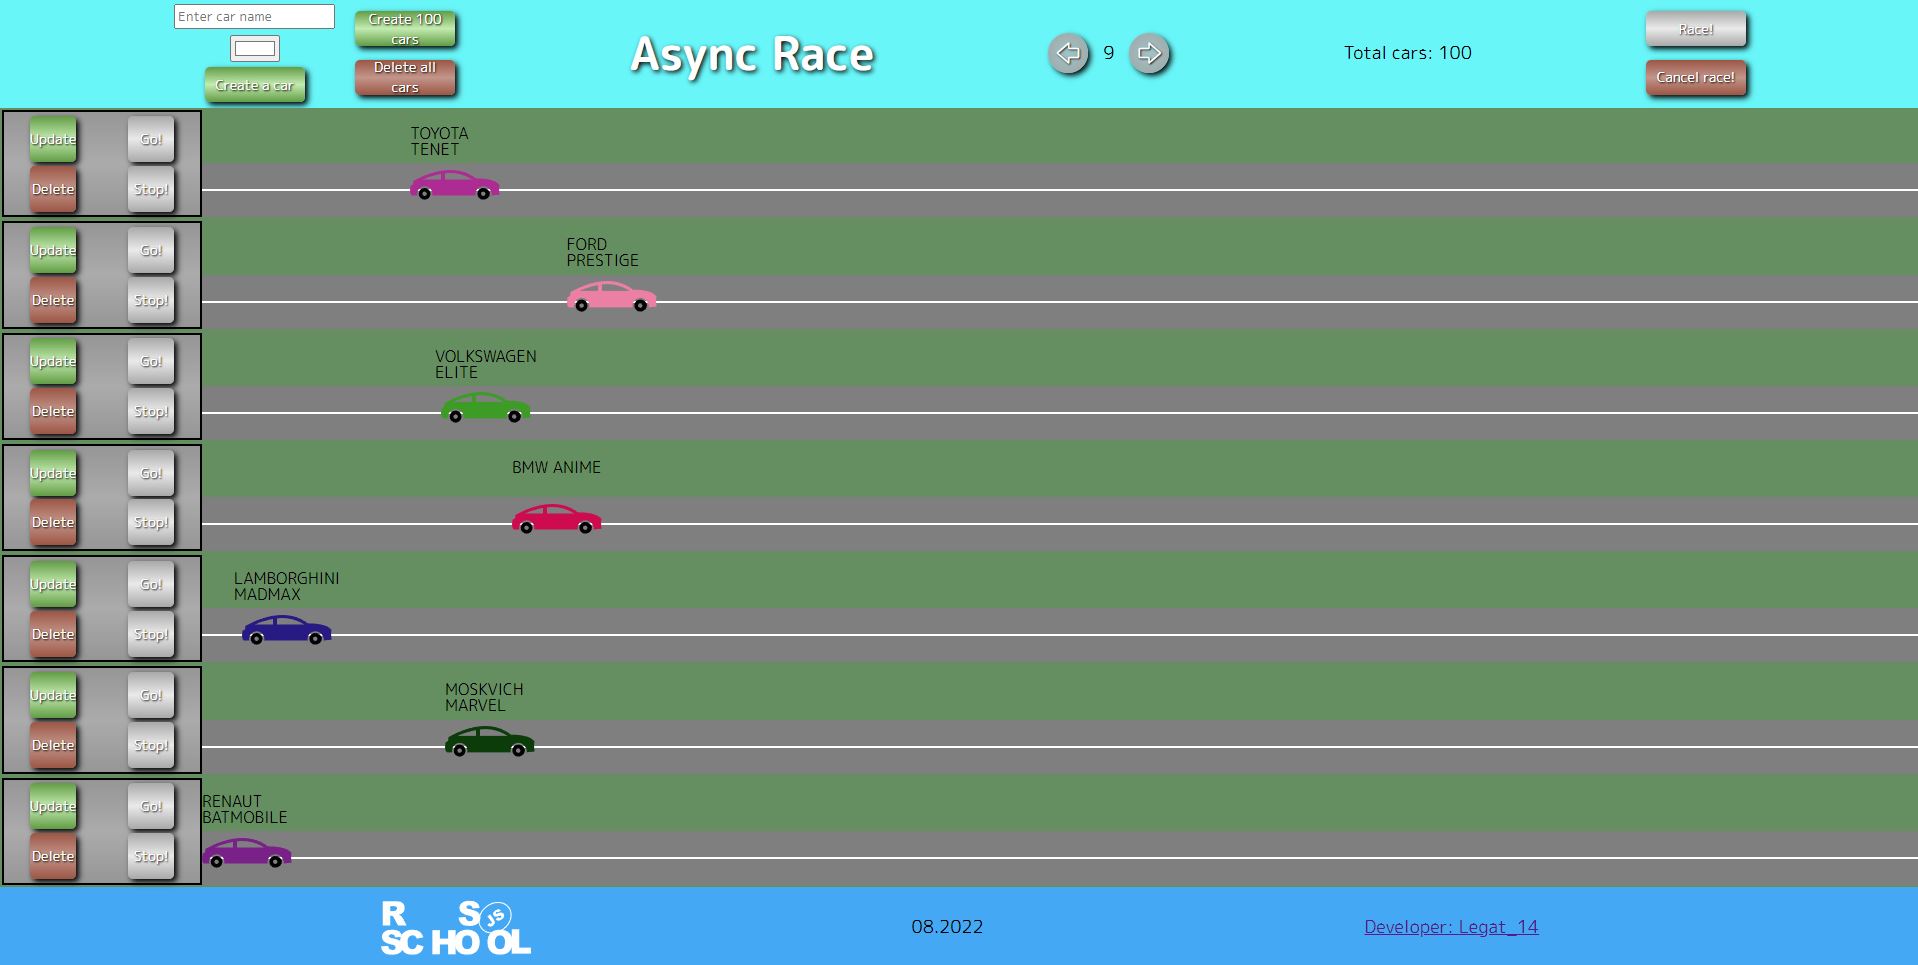 Enter car name
Create a car
Create 100
cars
Delete all
cars
Async Race
9
Total cars: 100
Race!
Cancel race!
Update Go!
Delete Stop!
TOYOTA
TENET
Update Go!
Delete Stop!
FORD
PRESTIGE
Update Go!
Delete Stop!
VOLKSWAGEN
ELITE
Update Go!
Delete Stop!
BMW ANIME
Update Go!
Delete Stop!
LAMBORGHINI
MADMAX
Update Go!
Delete Stop!
MOSKVICH
MARVEL
Update Go!
Delete Stop!
RENAUT
BATMOBILE
R S JS
SCHOOL
08.2022
Developer: Legat_14